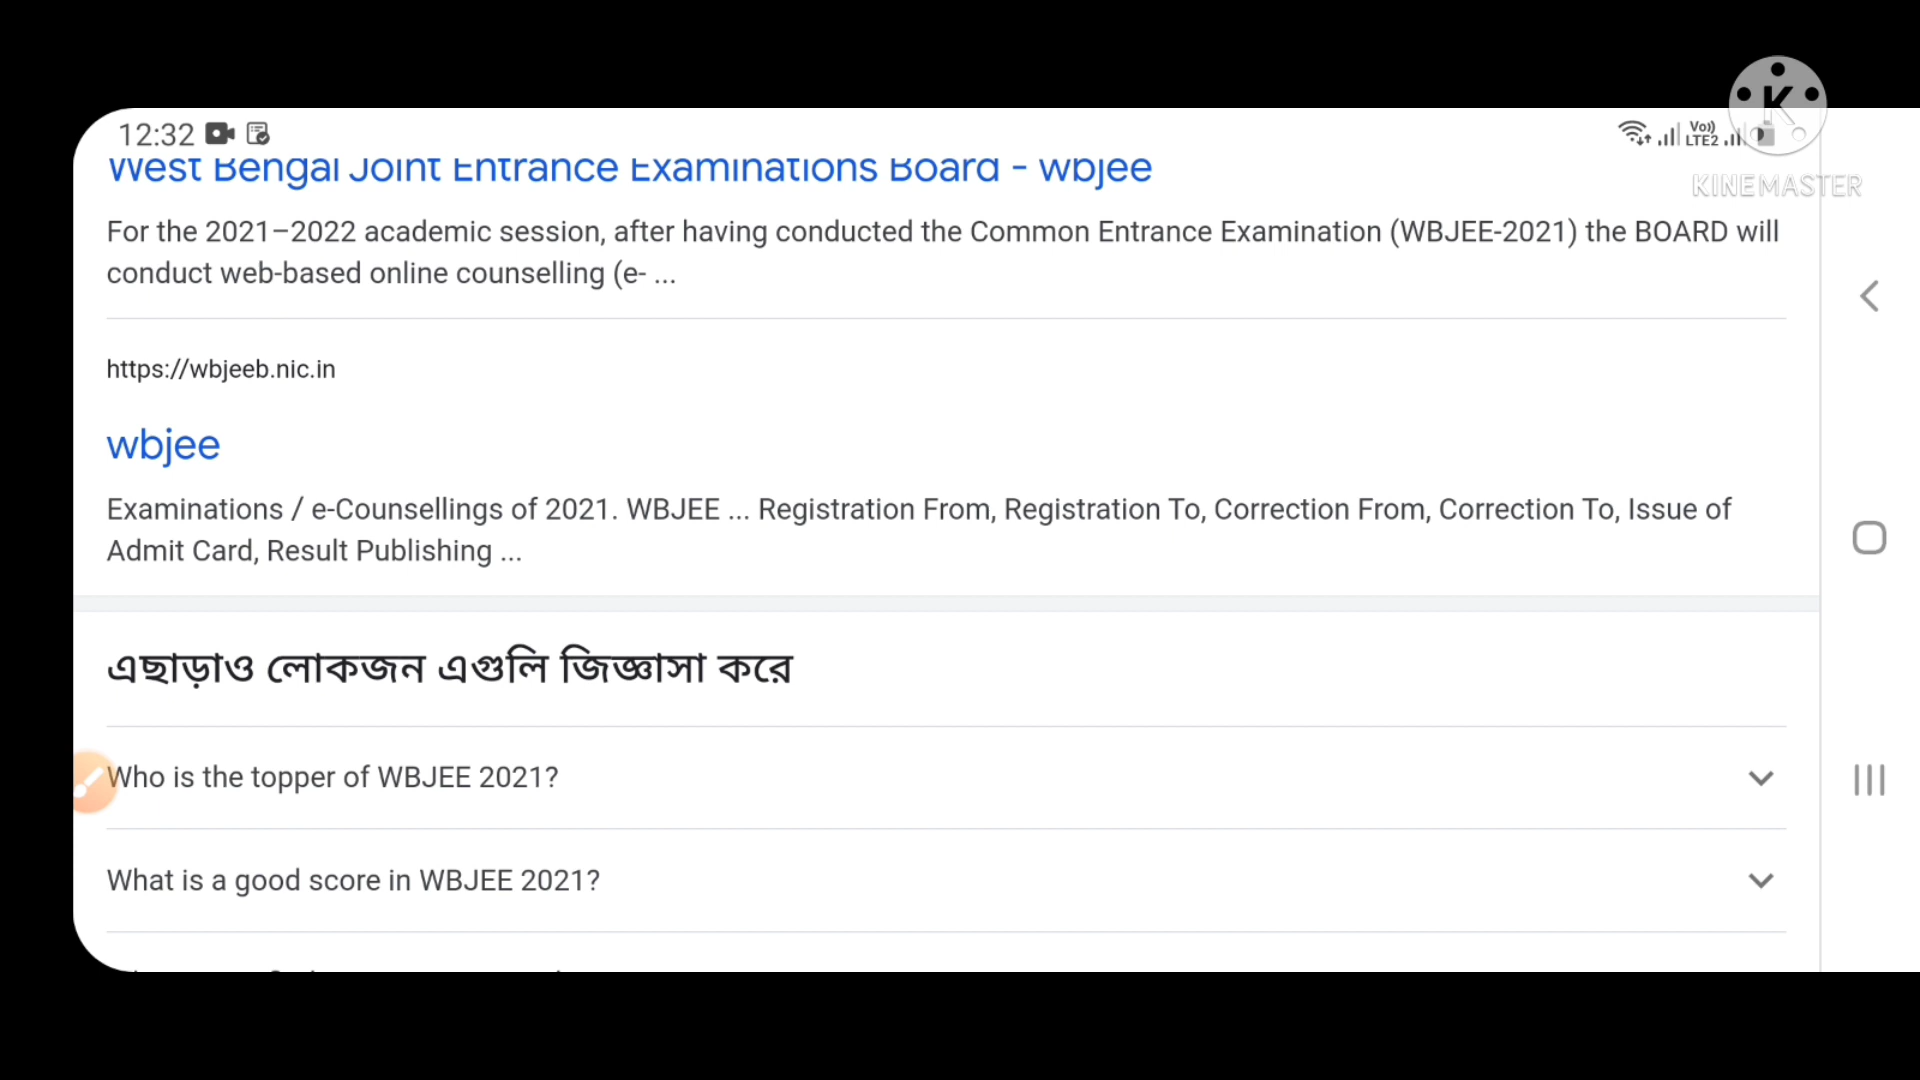 12:32
Vo))
LTE2
K
KINEMASTER
West Bengal Joint Entrance Examinations Board - wbjee
For the 2021–2022 academic session, after having conducted the Common Entrance Examination (WBJEE-2021) the BOARD will
conduct web-based online counselling (e- ...
https://wbjeeb.nic.in
wbjee
Examinations / e-Counsellings of 2021. WBJEE ... Registration From, Registration To, Correction From, Correction To, Issue of
Admit Card, Result Publishing ...
এছাড়াও লোকজন এগুলি জিজ্ঞাসা করে
Who is the topper of WBJEE 2021?
What is a good score in WBJEE 2021?